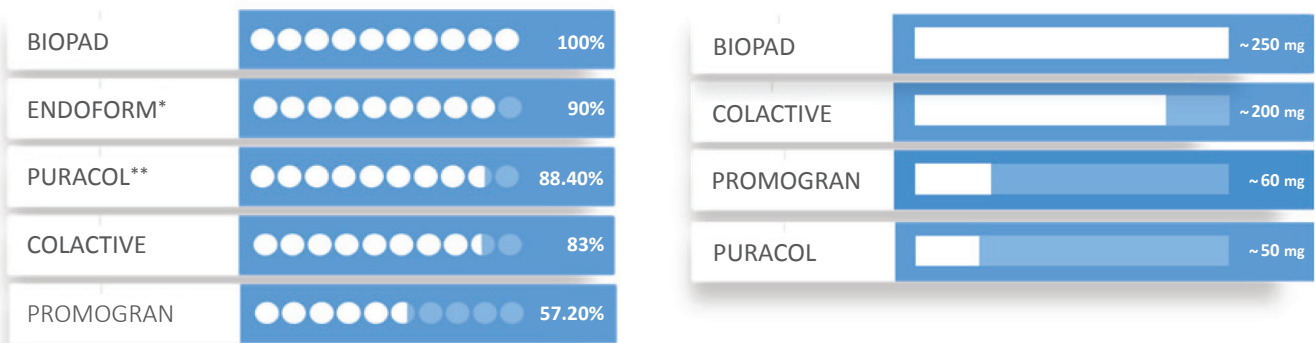 BIOPAD 100%
ENDOFORM* 90%
PURACOL** 88.40%
COLACTIVE 83%
PROMOGRAN 57.20%
BIOPAD ~250 mg
COLACTIVE ~200 mg
PROMOGRAN ~60 mg
PURACOL ~50 mg